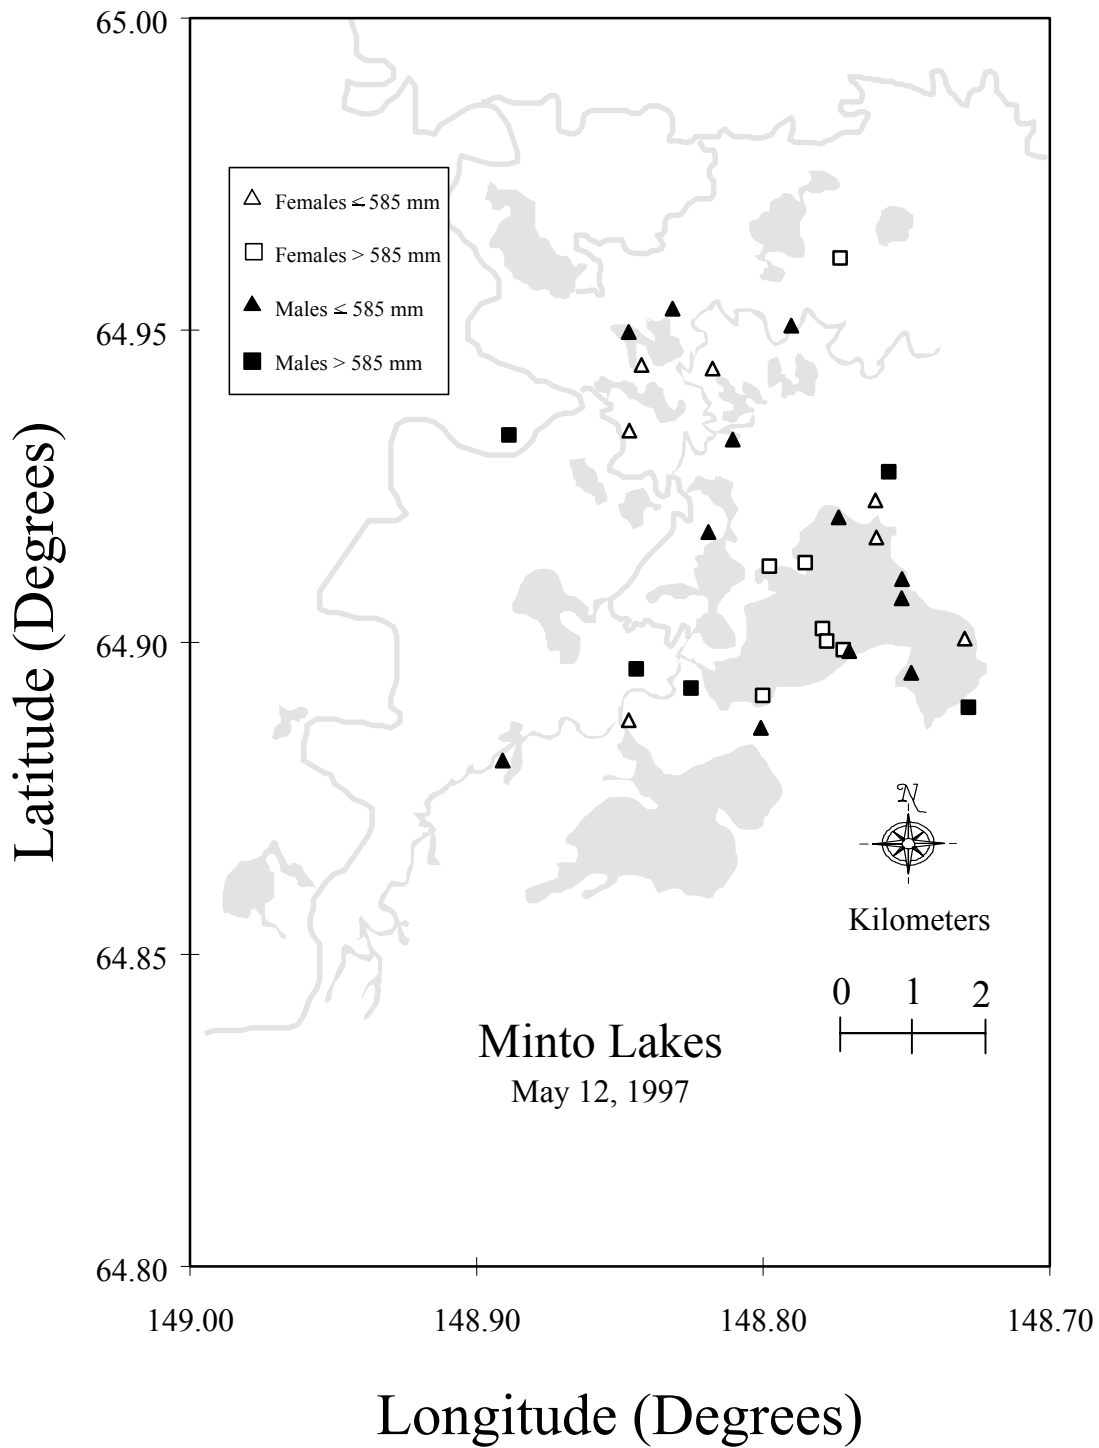 65.00
Females ≤ 585 mm
Females > 585 mm
Males ≤ 585 mm
Males > 585 mm
64.95
64.90
64.85
64.80
Latitude (Degrees)
N
Kilometers
0 1 2
Minto Lakes
May 12, 1997
149.00 148.90 148.80 148.70
Longitude (Degrees)